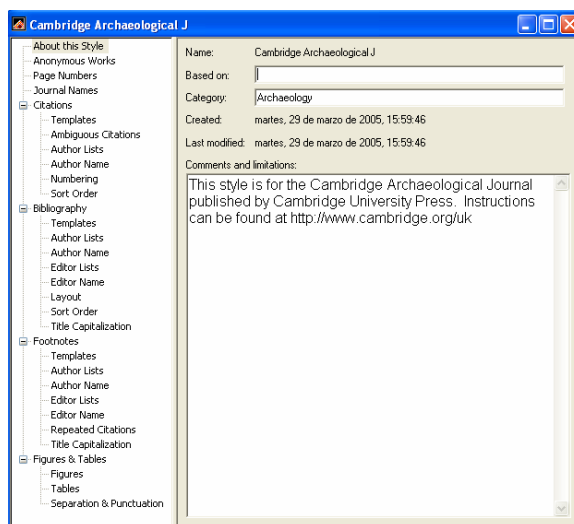 Cambridge Archaeological J
About this Style
Anonymous Works
Page Numbers
Journal Names
Citations
Templates
Ambiguous Citations
Author Lists
Author Name
Numbering
Sort Order
Bibliography
Templates
Author Lists
Author Name
Editor Lists
Editor Name
Layout
Sort Order
Title Capitalization
Footnotes
Templates
Author Lists
Author Name
Editor Lists
Editor Name
Repeated Citations
Title Capitalization
Figures & Tables
Figures
Tables
Separation & Punctuation
Name: Cambridge Archaeological J
Based on:
Category: Archaeology
Created: martes, 29 de marzo de 2005, 15:59:46
Last modified: martes, 29 de marzo de 2005, 15:59:46
Comments and limitations:
This style is for the Cambridge Archaeological Journal
published by Cambridge University Press. Instructions
can be found at http://www.cambridge.org/uk